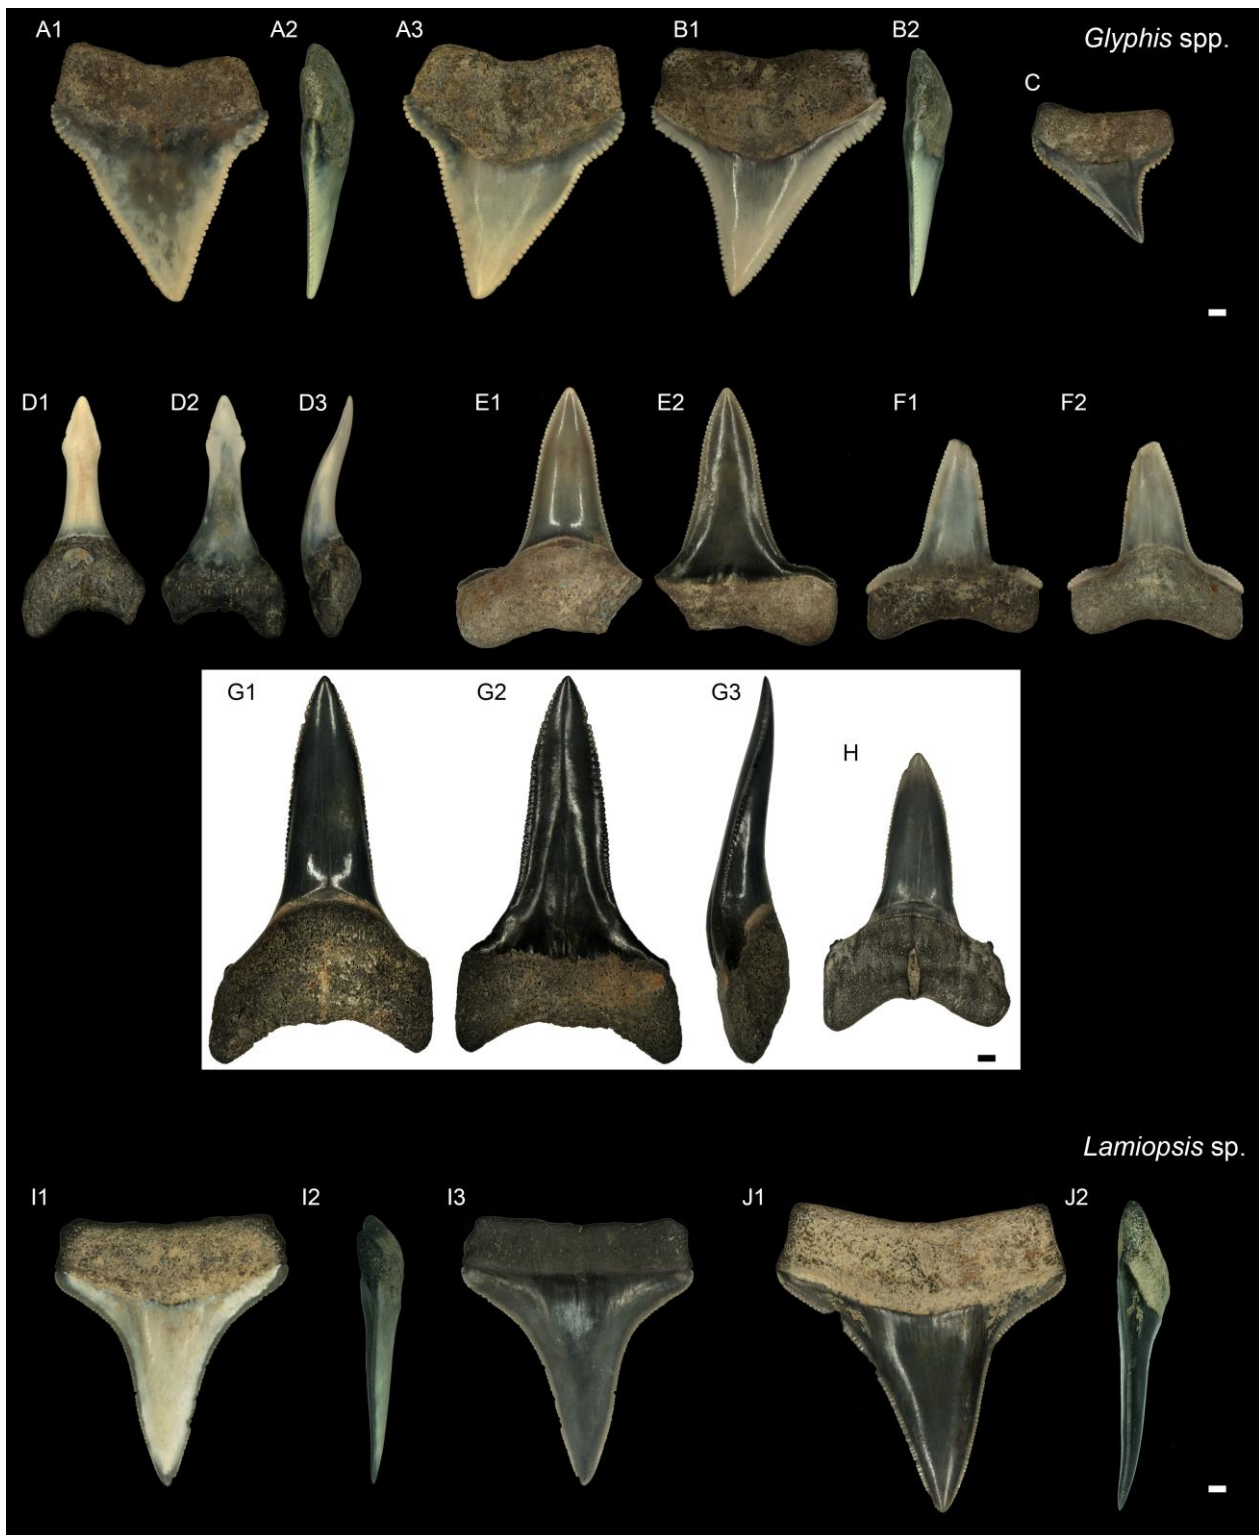 A1 A2 A3 B1 B2 Glyphis spp.
C
D1 D2 D3 E1 E2 F1 F2
G1 G2 G3
H
Lamiopsis sp.
I1 I2 I3 J1 J2